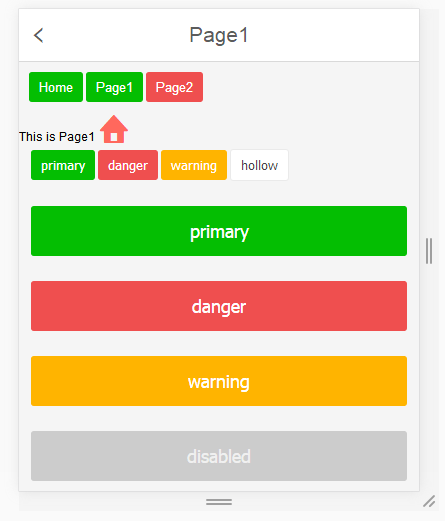 Page1
Home Page1 Page2
This is Page1
primary danger warning hollow
primary
danger
warning
disabled